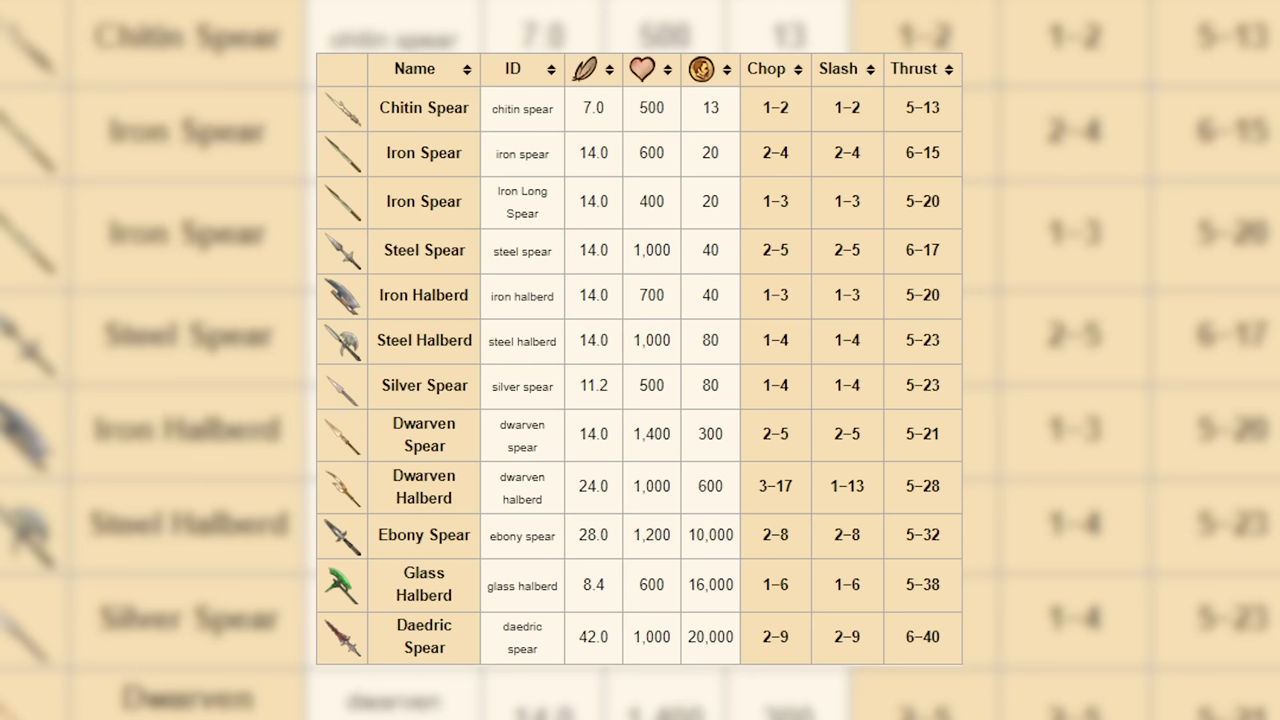 Name ID Chop Slash Thrust
Chitin Spear chitin spear 7.0 500 13 1–2 1–2 5–13
Iron Spear iron spear 14.0 600 20 2–4 2–4 6–15
Iron Spear Iron Long Spear 14.0 400 20 1–3 1–3 5–20
Steel Spear steel spear 14.0 1,000 40 2–5 2–5 6–17
Iron Halberd iron halberd 14.0 700 40 1–3 1–3 5–20
Steel Halberd steel halberd 14.0 1,000 80 1–4 1–4 5–23
Silver Spear silver spear 11.2 500 80 1–4 1–4 5–23
Dwarven Spear dwarven spear 14.0 1,400 300 2–5 2–5 5–21
Dwarven Halberd dwarven halberd 24.0 1,000 600 3–17 1–13 5–28
Ebony Spear ebony spear 28.0 1,200 10,000 2–8 2–8 5–32
Glass Halberd glass halberd 8.4 600 16,000 1–6 1–6 5–38
Daedric Spear daedric spear 42.0 1,000 20,000 2–9 2–9 6–40